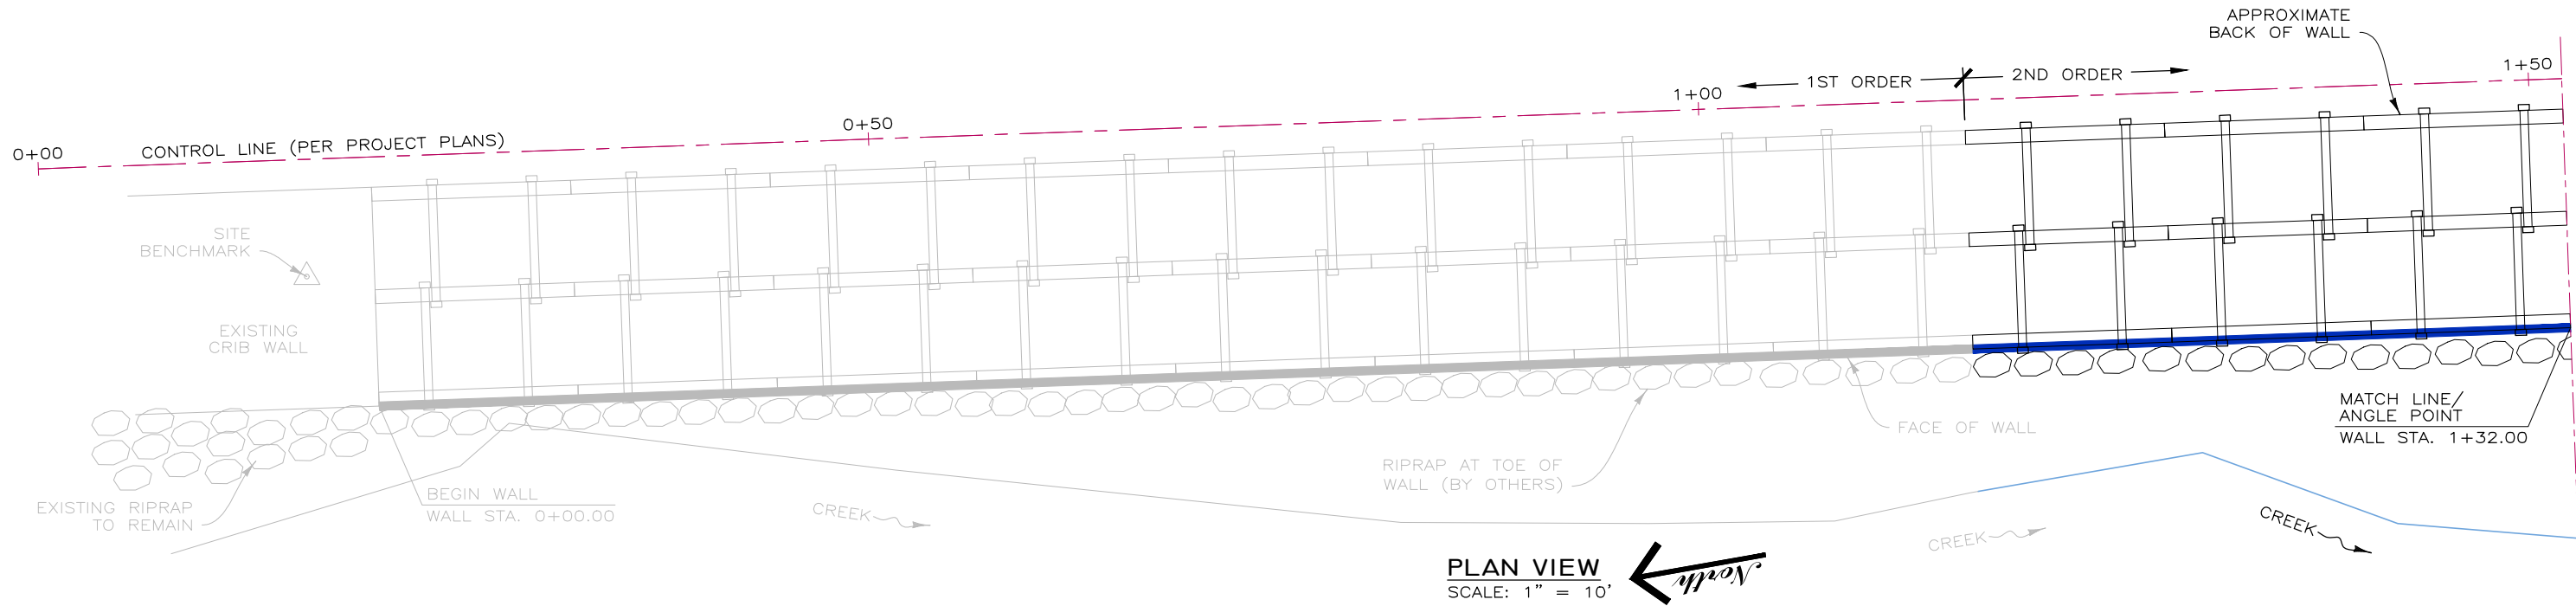 APPROXIMATE
BACK OF WALL
1ST ORDER
2ND ORDER
1+50
1+00
0+50
0+00
CONTROL LINE (PER PROJECT PLANS)
SITE
BENCHMARK
EXISTING
CRIB WALL
MATCH LINE/
ANGLE POINT
WALL STA. 1+32.00
FACE OF WALL
RIPRAP AT TOE OF
WALL (BY OTHERS)
BEGIN WALL
WALL STA. 0+00.00
EXISTING RIPRAP
TO REMAIN
CREEK
CREEK
CREEK
PLAN VIEW
SCALE: 1" = 10'
North